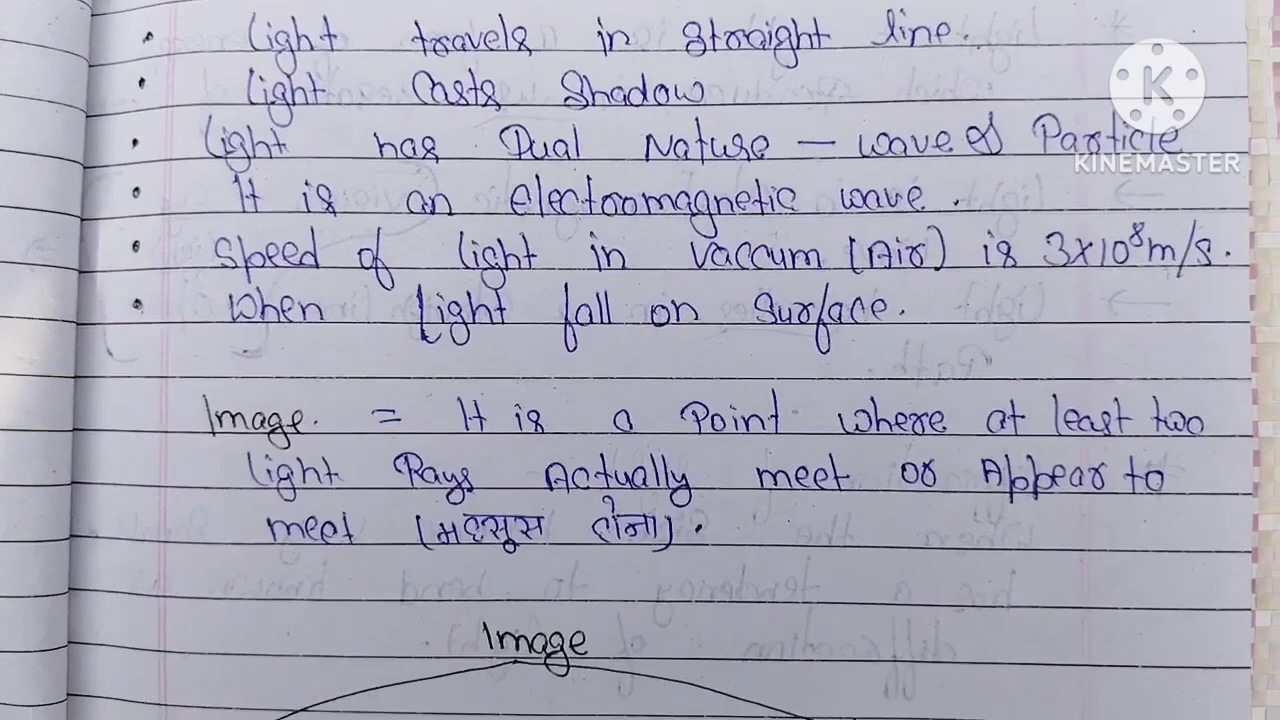 • Light travels in straight line.
• Light Casts Shadow
• Light has Dual Nature – wave & Particle
• It is an electromagnetic wave.
• Speed of light in vaccum (Air) is 3×10⁸ m/s.
• When light fall on Surface.
Image = It is a Point where at least two
light Rays Actually meet or Appear to
meet (महसूस होना).
Image
K
KINEMASTER